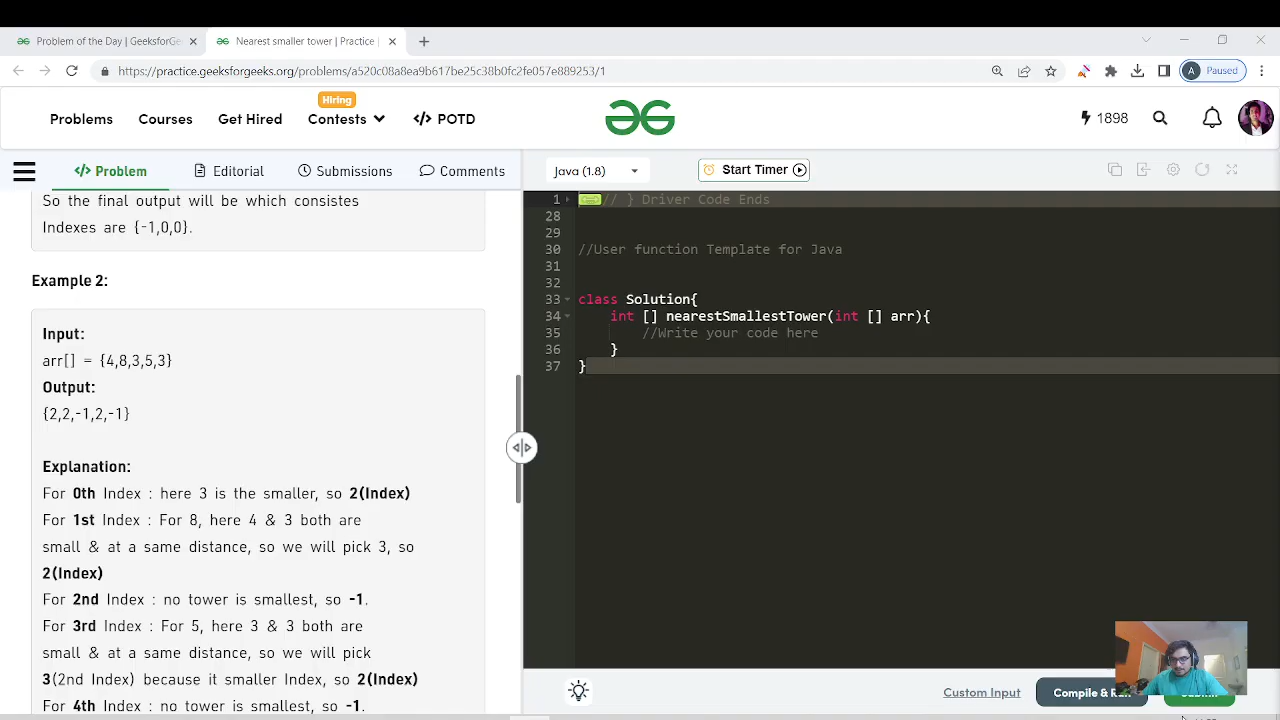 Problem of the Day | GeeksforGe
Nearest smaller tower | Practice |
https://practice.geeksforgeeks.org/problems/a520c08a8ea9b617be25c38b0fc2fe057e889253/1
A Paused
Hiring
Problems Courses Get Hired Contests </> POTD
1898
</> Problem Editorial Submissions Comments
Java (1.8)
Start Timer
So the final output will be which consistes
Indexes are {-1,0,0}.
Example 2:
Input:
arr[] = {4,8,3,5,3}
Output:
{2,2,-1,2,-1}
Explanation:
For 0th Index : here 3 is the smaller, so 2(Index)
For 1st Index : For 8, here 4 & 3 both are
small & at a same distance, so we will pick 3, so
2(Index)
For 2nd Index : no tower is smallest, so -1.
For 3rd Index : For 5, here 3 & 3 both are
small & at a same distance, so we will pick
3(2nd Index) because it smaller Index, so 2(Index)
For 4th Index : no tower is smallest, so -1.
1 // } Driver Code Ends
28
29
30 //User function Template for Java
31
32
33 class Solution{
34 int [] nearestSmallestTower(int [] arr){
35 //Write your code here
36 }
37 }
Custom Input
Compile &